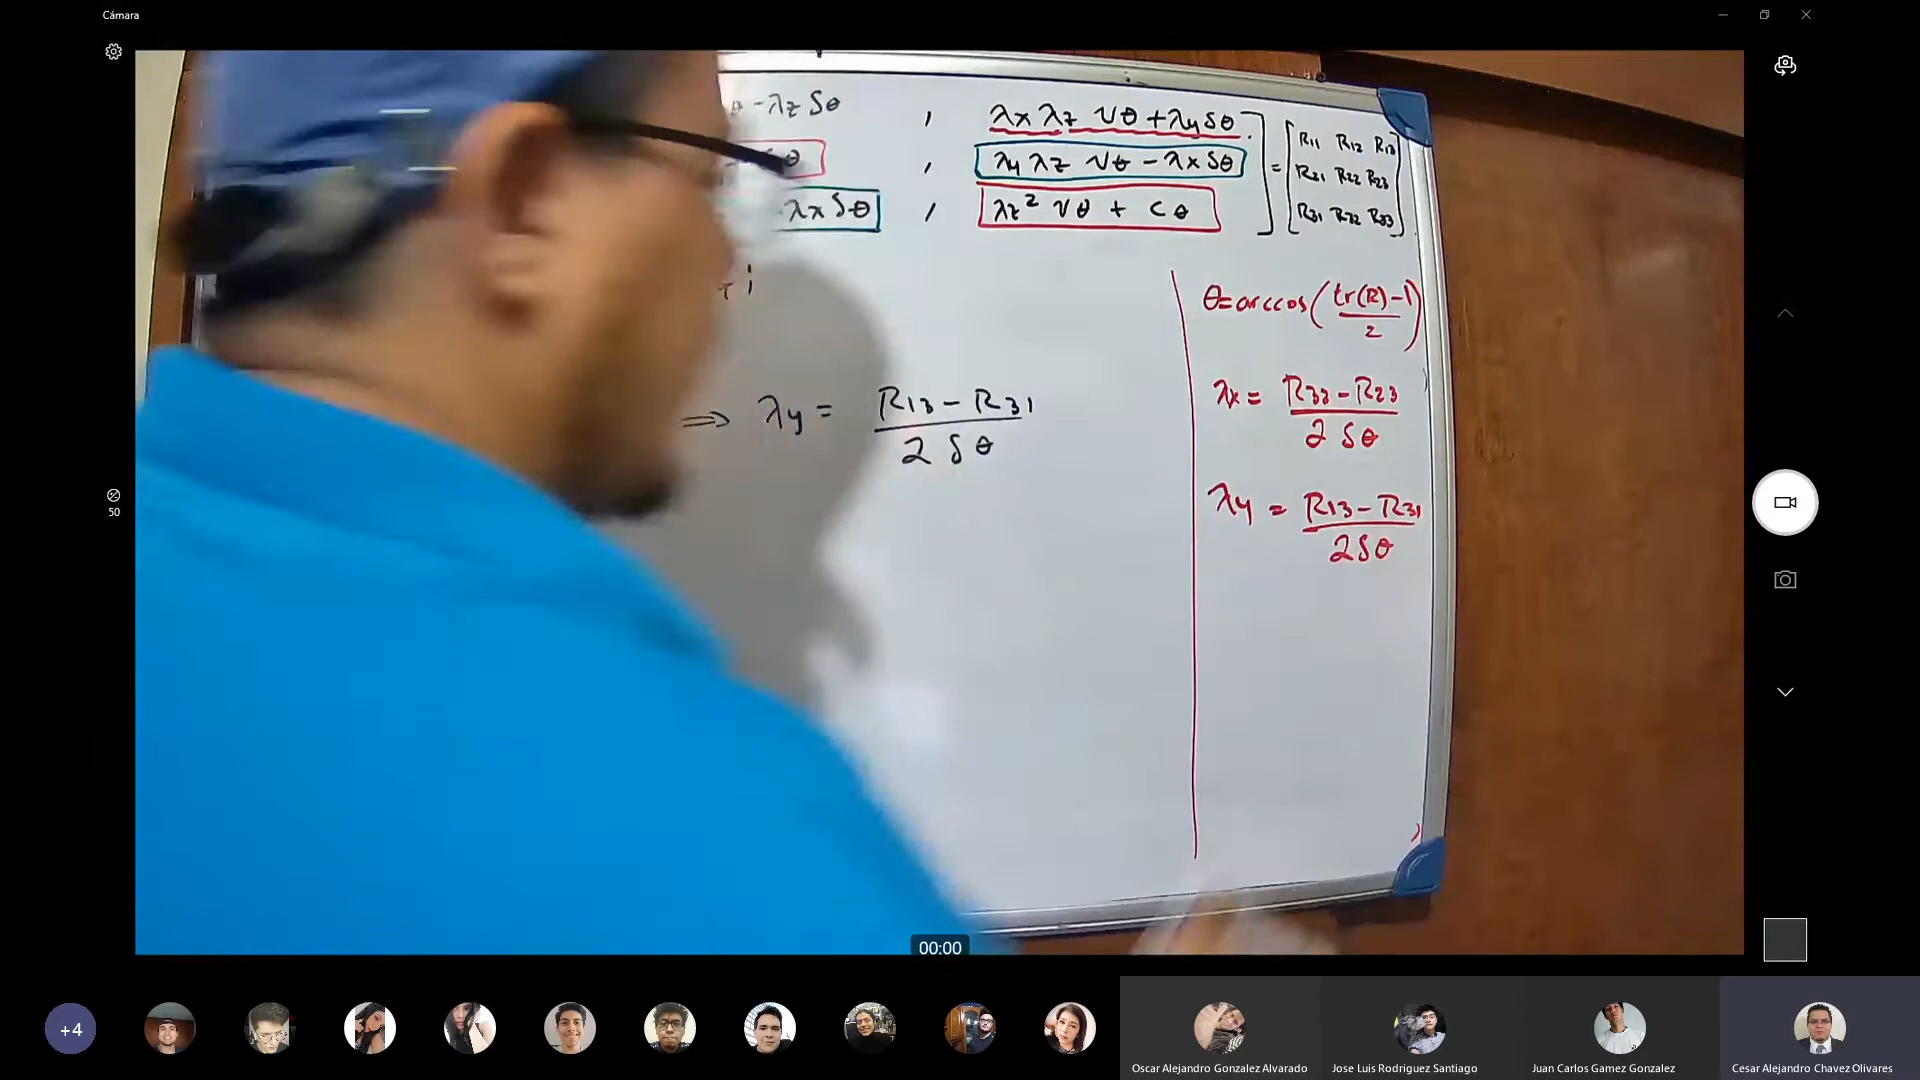 Cámara
θ - λz Sθ , λx λz Vθ + λy Sθ
Sθ , λy λz Vθ - λx Sθ = [R11 R12 R13
R21 R22 R23
λx Sθ , λz² Vθ + Cθ R31 R32 R33]
θ = arccos(tr(R)-1/2)
⇒ λy = R13 - R31 / 2 Sθ
λx = R32 - R23 / 2 Sθ
λy = R13 - R31 / 2Sθ
50
00:00
+4
Oscar Alejandro Gonzalez Alvarado
Jose Luis Rodriguez Santiago
Juan Carlos Gamez Gonzalez
Cesar Alejandro Chavez Olivares